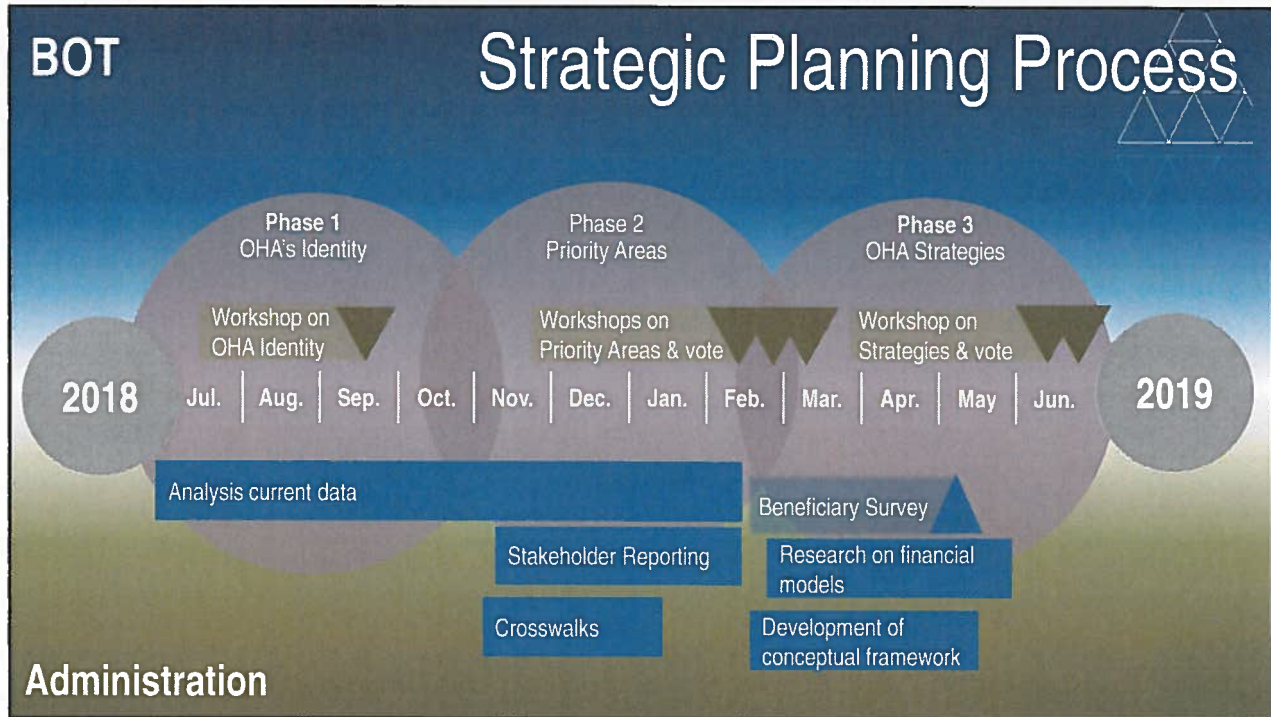 BOT
Strategic Planning Process
Phase 1
OHA's Identity
Phase 2
Priority Areas
Phase 3
OHA Strategies
Workshop on
OHA Identity
Workshops on
Priority Areas & vote
Workshop on
Strategies & vote
2018
Jul.
Aug.
Sep.
Oct.
Nov.
Dec.
Jan.
Feb.
Mar.
Apr.
May
Jun.
2019
Analysis current data
Beneficiary Survey
Stakeholder Reporting
Research on financial
models
Crosswalks
Development of
conceptual framework
Administration